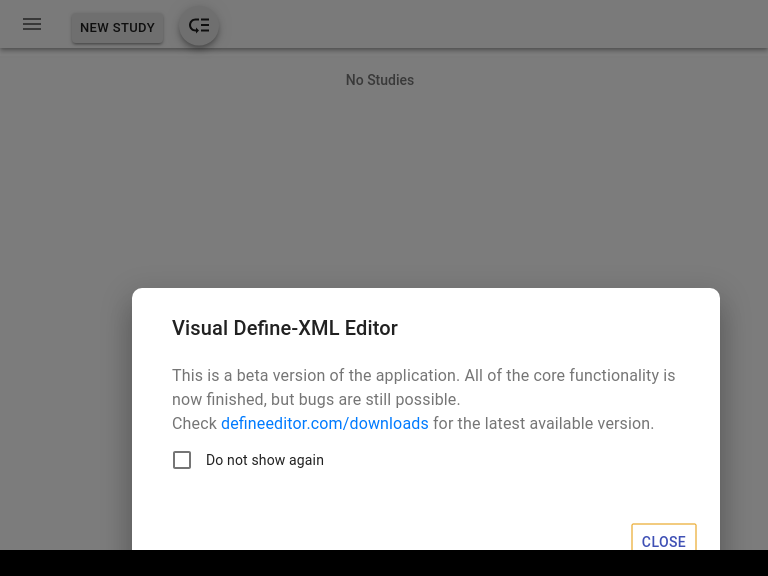 NEW STUDY
No Studies
Visual Define-XML Editor
This is a beta version of the application. All of the core functionality is
now finished, but bugs are still possible.
Check defineeditor.com/downloads for the latest available version.
Do not show again
CLOSE